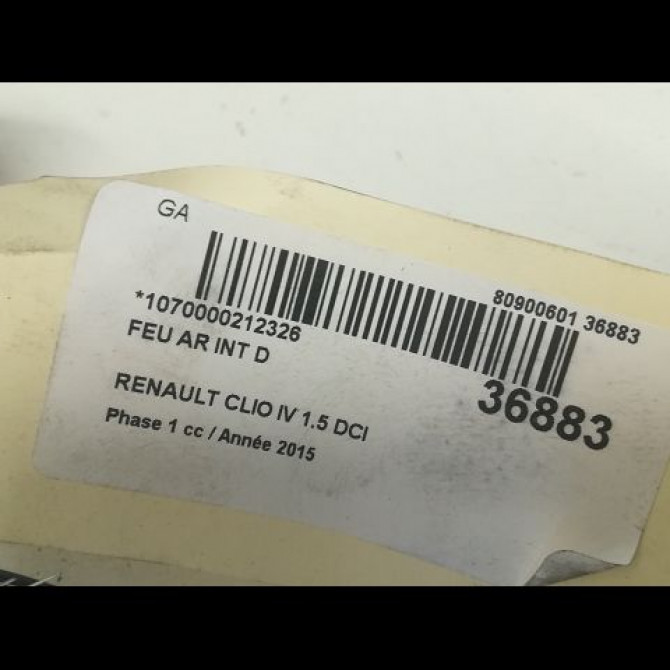 GA
80900601 36883
*1070000212326
FEU AR INT D
36883
RENAULT CLIO IV 1.5 DCI
Phase 1 cc / Année 2015